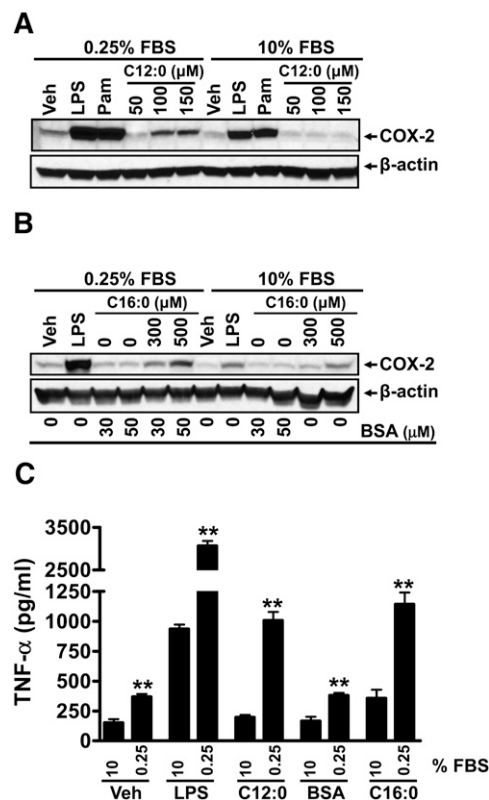 A
0.25% FBS 10% FBS
C12:0 (μM) C12:0 (μM)
Veh LPS Pam 50 100 150 Veh LPS Pam 50 100 150
COX-2
β-actin
B
0.25% FBS 10% FBS
C16:0 (μM) C16:0 (μM)
Veh LPS 0 0 300 500 Veh LPS 0 0 300 500
COX-2
β-actin
0 0 30 50 30 50 0 0 30 50 0 0 BSA (μM)
C
TNF-α (pg/ml)
3500
2500
1250
1000
750
500
250
** ** ** ** **
10 0.25 10 0.25 10 0.25 10 0.25 10 0.25 % FBS
Veh LPS C12:0 BSA C16:0